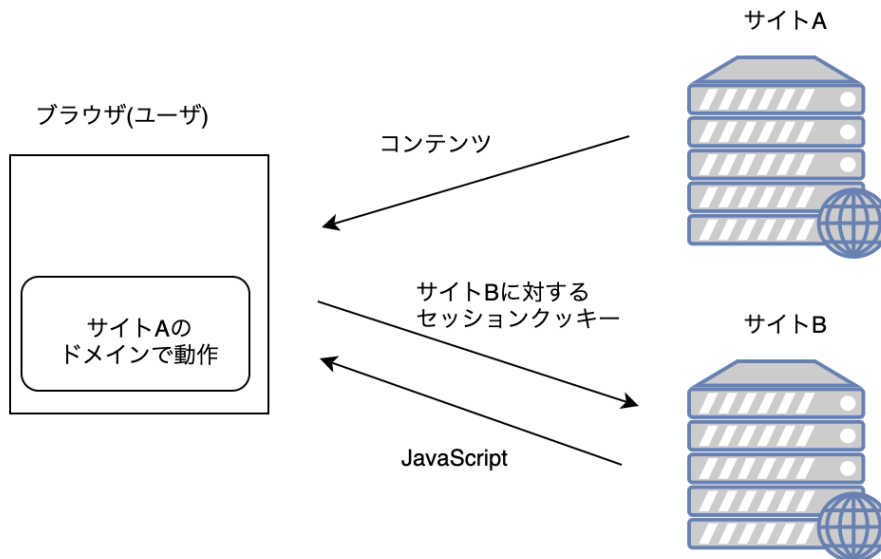 サイトA
ブラウザ(ユーザ)
コンテンツ
サイトBに対する
セッションクッキー
サイトAの
ドメインで動作
サイトB
JavaScript